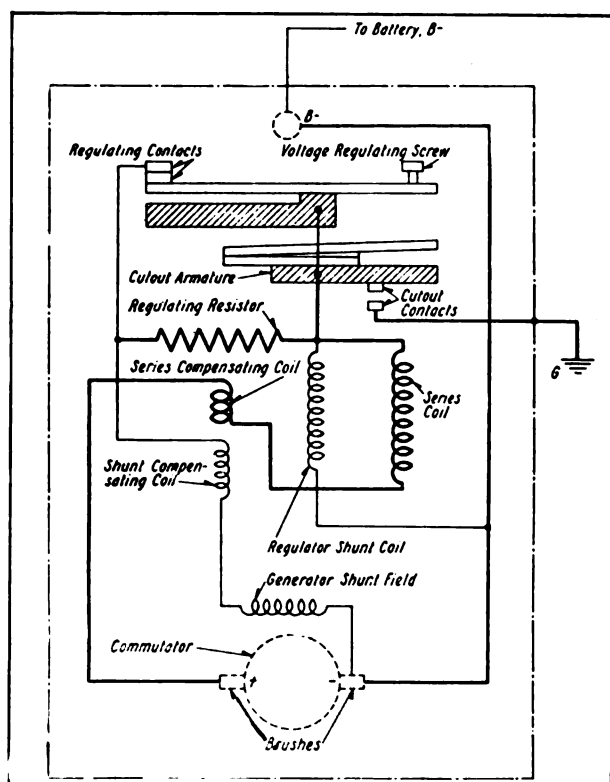 To Battery, B-
B-
Regulating Contacts
Voltage Regulating Screw
Cutout Armature
Cutout
Contacts
Regulating Resistor
G
Series Compensating Coil
Series
Coil
Shunt Compen-
sating Coil
Regulator Shunt Coil
Generator Shunt Field
Commutator
+
-
Brushes